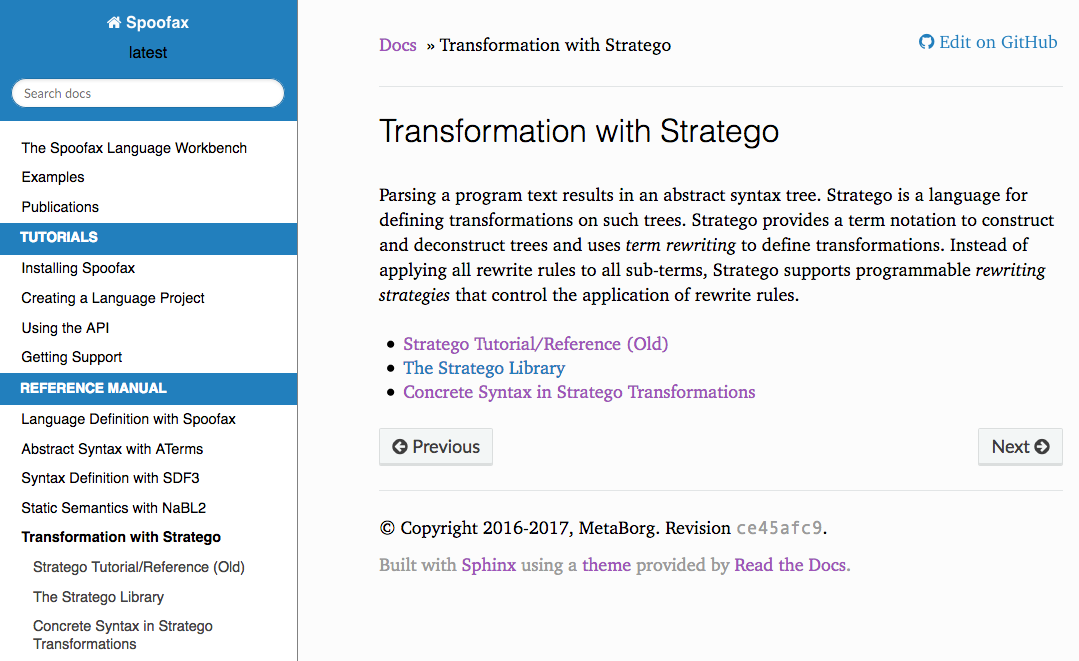 Spoofax
latest
Search docs
The Spoofax Language Workbench
Examples
Publications
TUTORIALS
Installing Spoofax
Creating a Language Project
Using the API
Getting Support
REFERENCE MANUAL
Language Definition with Spoofax
Abstract Syntax with ATerms
Syntax Definition with SDF3
Static Semantics with NaBL2
Transformation with Stratego
Stratego Tutorial/Reference (Old)
The Stratego Library
Concrete Syntax in Stratego
Transformations
Docs » Transformation with Stratego
Edit on GitHub
Transformation with Stratego
Parsing a program text results in an abstract syntax tree. Stratego is a language for
defining transformations on such trees. Stratego provides a term notation to construct
and deconstruct trees and uses term rewriting to define transformations. Instead of
applying all rewrite rules to all sub-terms, Stratego supports programmable rewriting
strategies that control the application of rewrite rules.
• Stratego Tutorial/Reference (Old)
• The Stratego Library
• Concrete Syntax in Stratego Transformations
Previous
Next
© Copyright 2016-2017, MetaBorg. Revision ce45afc9.
Built with Sphinx using a theme provided by Read the Docs.